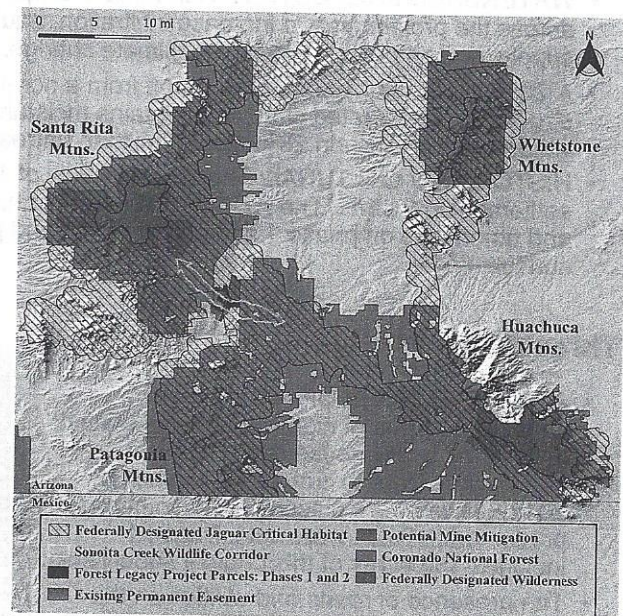 0 5 10 mi
N
Santa Rita
Mtns.
Whetstone
Mtns.
Huachuca
Mtns.
Patagonia
Mtns.
Arizona
Mexico
Federally Designated Jaguar Critical Habitat
Sonoita Creek Wildlife Corridor
Forest Legacy Project Parcels: Phases 1 and 2
Exisitng Permanent Easement
Potential Mine Mitigation
Coronado National Forest
Federally Designated Wilderness